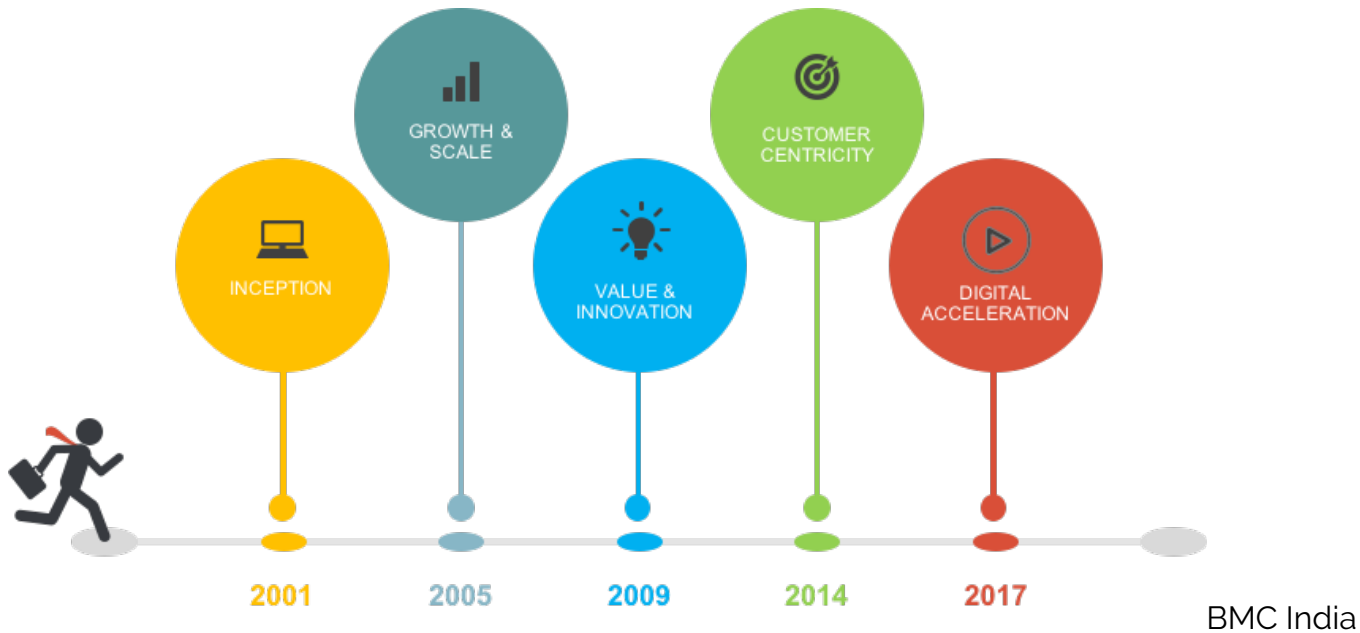 GROWTH &
SCALE
CUSTOMER
CENTRICITY
INCEPTION
VALUE &
INNOVATION
DIGITAL
ACCELERATION
2001
2005
2009
2014
2017
BMC India